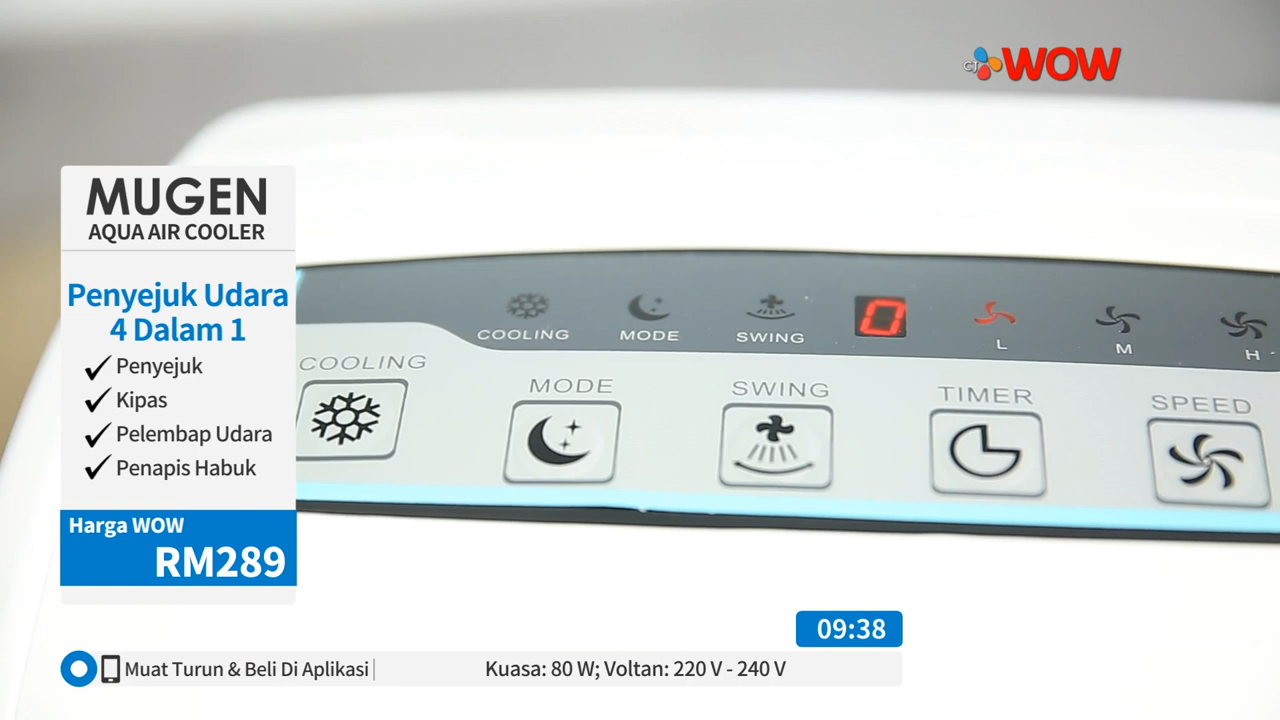 CJ WOW
MUGEN
AQUA AIR COOLER
Penyejuk Udara
4 Dalam 1
Penyejuk
Kipas
Pelembap Udara
Penapis Habuk
Harga WOW
RM289
COOLING MODE SWING 0 L M H
COOLING MODE SWING TIMER SPEED
09:38
Muat Turun & Beli Di Aplikasi
Kuasa: 80 W; Voltan: 220 V - 240 V